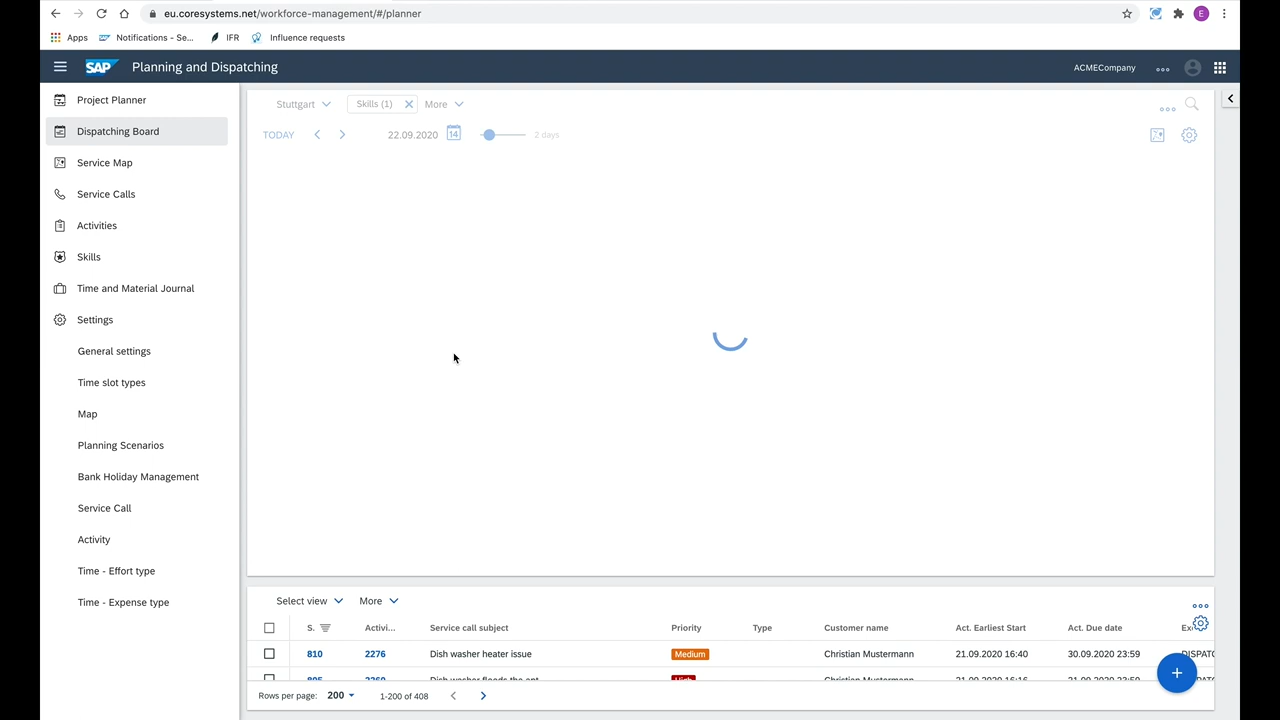 eu.coresystems.net/workforce-management/#/planner
E
Apps
Notifications - Se...
IFR
Influence requests
SAP
Planning and Dispatching
ACMECompany
Project Planner
Dispatching Board
Service Map
Service Calls
Activities
Skills
Time and Material Journal
Settings
General settings
Time slot types
Map
Planning Scenarios
Bank Holiday Management
Service Call
Activity
Time - Effort type
Time - Expense type
Stuttgart
Skills (1)
More
TODAY
22.09.2020
14
2 days
Select view
More
S.
Activi...
Service call subject
Priority
Type
Customer name
Act. Earliest Start
Act. Due date
810
2276
Dish washer heater issue
Medium
Christian Mustermann
21.09.2020 16:40
30.09.2020 23:59
DISPATC
Rows per page:
200
1-200 of 408
+